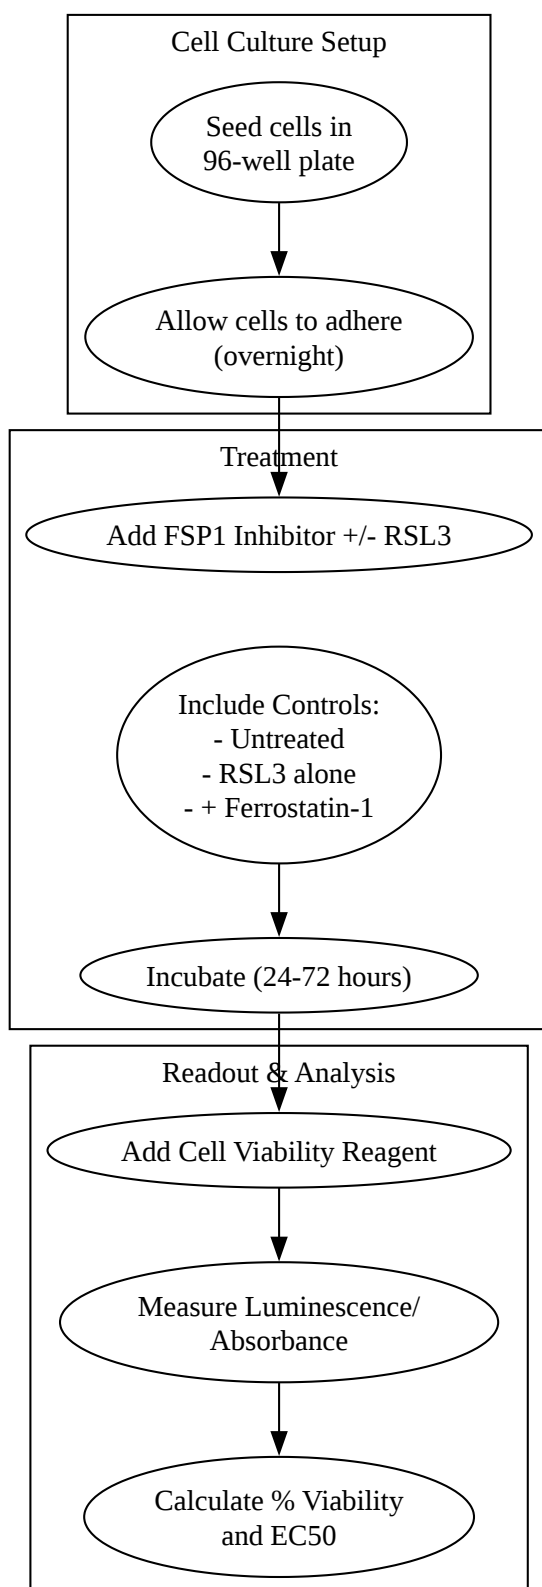 Cell Culture Setup
Seed cells in
96-well plate
Allow cells to adhere
(overnight)
Treatment
Add FSP1 Inhibitor +/- RSL3
Include Controls:
- Untreated
- RSL3 alone
- + Ferrostatin-1
Incubate (24-72 hours)
Readout & Analysis
Add Cell Viability Reagent
Measure Luminescence/
Absorbance
Calculate % Viability
and EC50